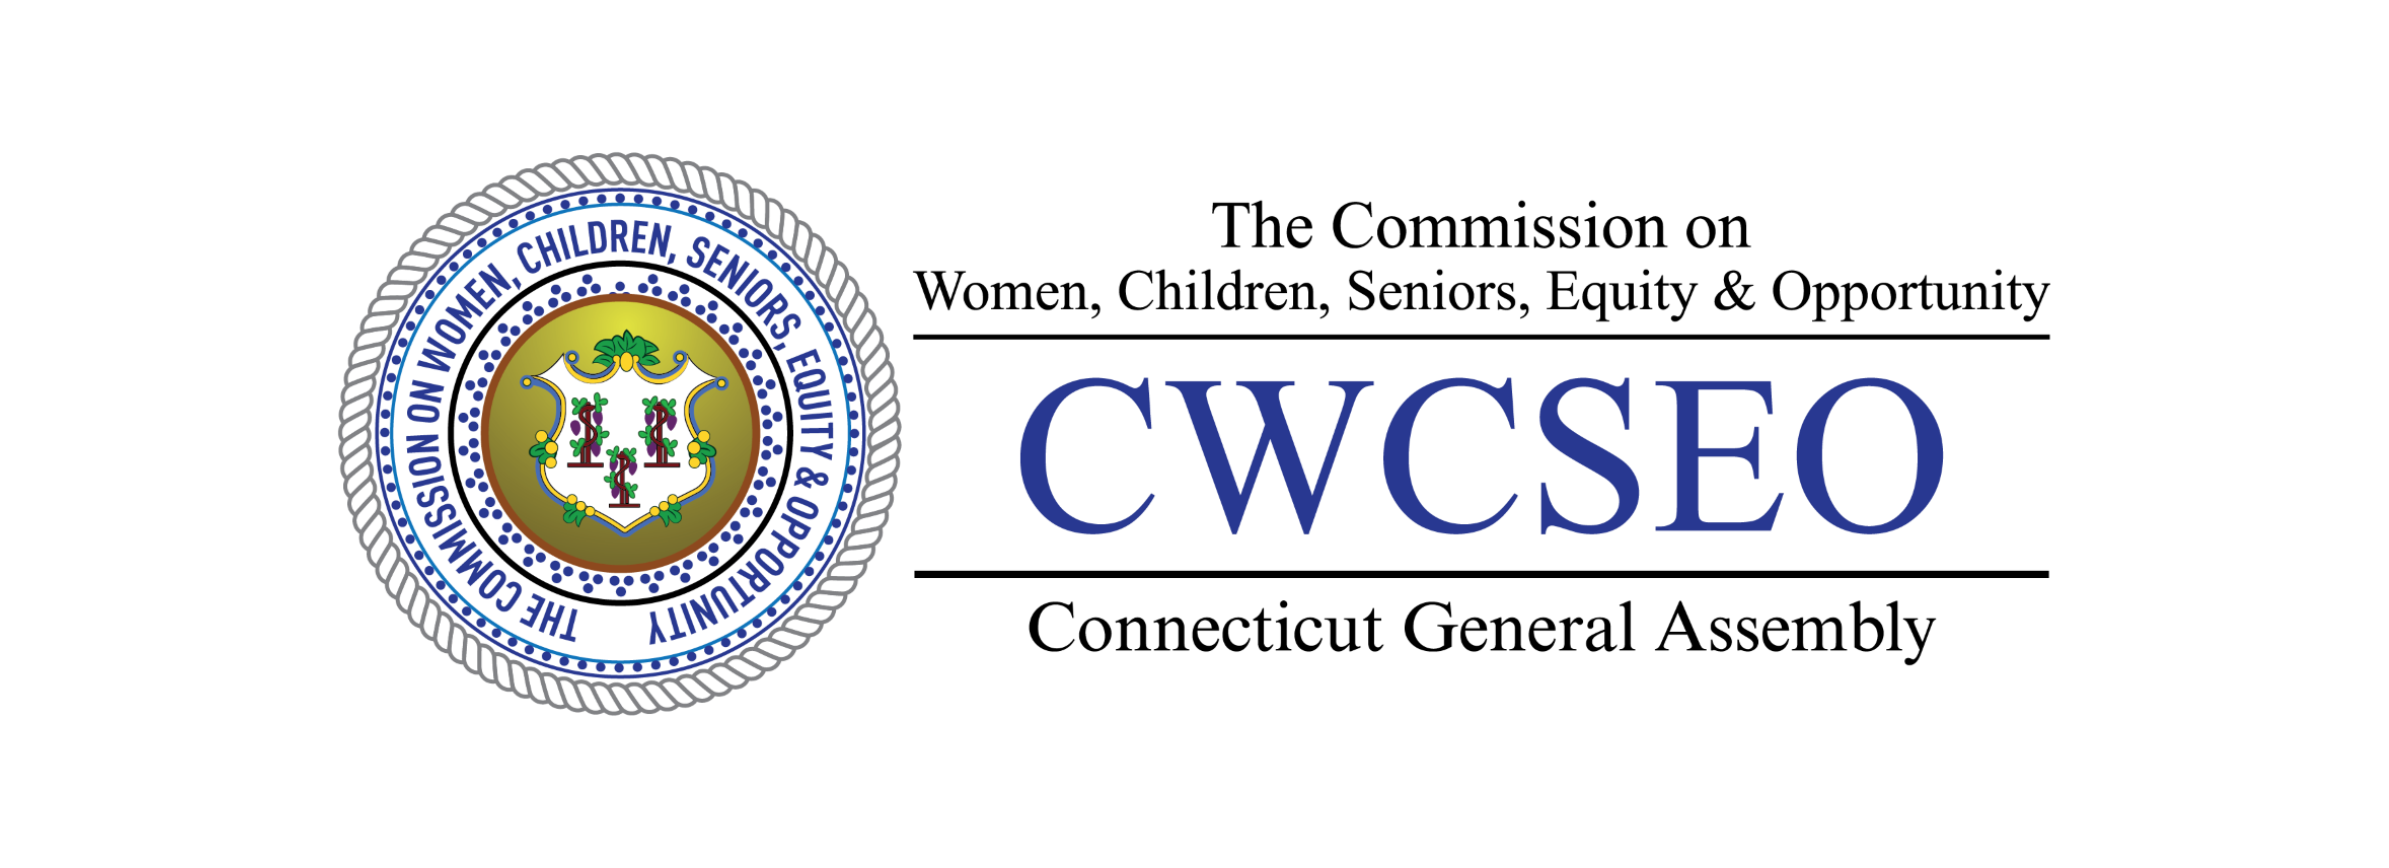 THE COMMISSION ON WOMEN, CHILDREN, SENIORS, EQUITY & OPPORTUNITY
The Commission on
Women, Children, Seniors, Equity & Opportunity
CWCSEO
Connecticut General Assembly